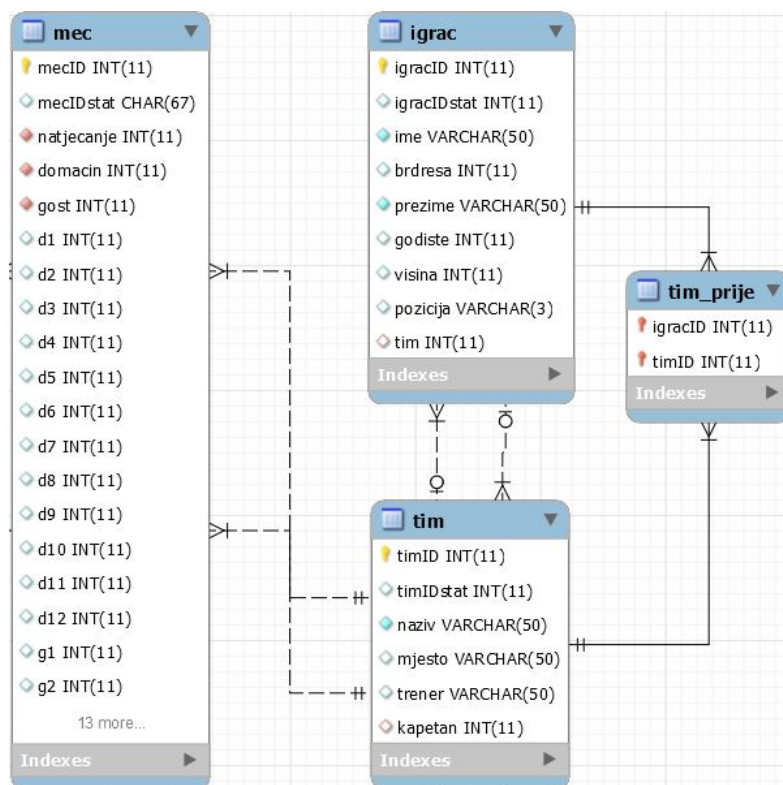 mec
mecID INT(11)
mecIDstat CHAR(67)
natjecanje INT(11)
domacin INT(11)
gost INT(11)
d1 INT(11)
d2 INT(11)
d3 INT(11)
d4 INT(11)
d5 INT(11)
d6 INT(11)
d7 INT(11)
d8 INT(11)
d9 INT(11)
d10 INT(11)
d11 INT(11)
d12 INT(11)
g1 INT(11)
g2 INT(11)
13 more...
Indexes
igrac
igracID INT(11)
igracIDstat INT(11)
ime VARCHAR(50)
brdresa INT(11)
prezime VARCHAR(50)
godiste INT(11)
visina INT(11)
pozicija VARCHAR(3)
tim INT(11)
Indexes
tim_prije
igracID INT(11)
timID INT(11)
Indexes
tim
timID INT(11)
timIDstat INT(11)
naziv VARCHAR(50)
mjesto VARCHAR(50)
trener VARCHAR(50)
kapetan INT(11)
Indexes